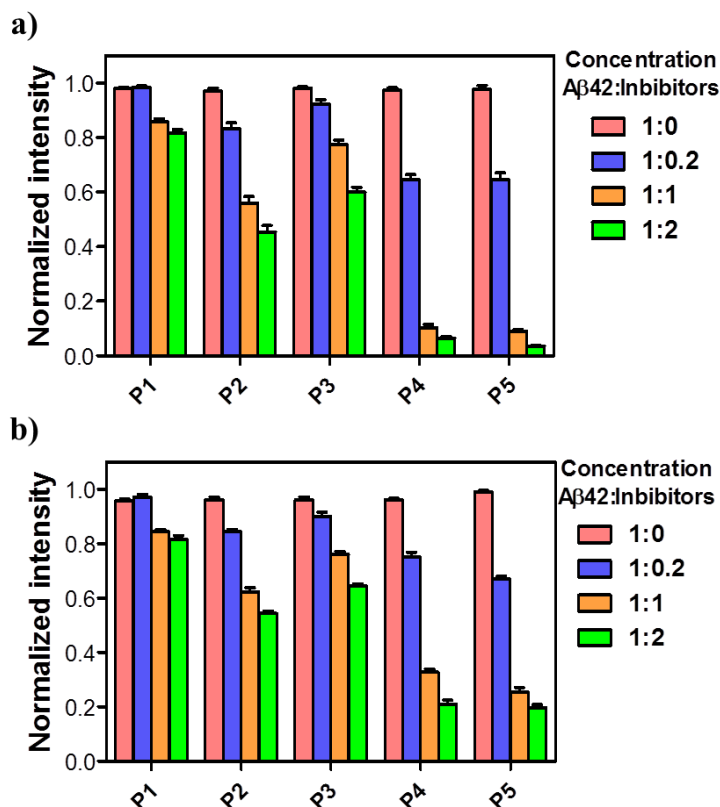 a)
Normalized intensity
1.0
0.8
0.6
0.4
0.2
0.0
P1 P2 P3 P4 P5
Concentration
Aβ42:Inbibitors
1:0
1:0.2
1:1
1:2
b)
Normalized intensity
1.0
0.8
0.6
0.4
0.2
0.0
P1 P2 P3 P4 P5
Concentration
Aβ42:Inbibitors
1:0
1:0.2
1:1
1:2